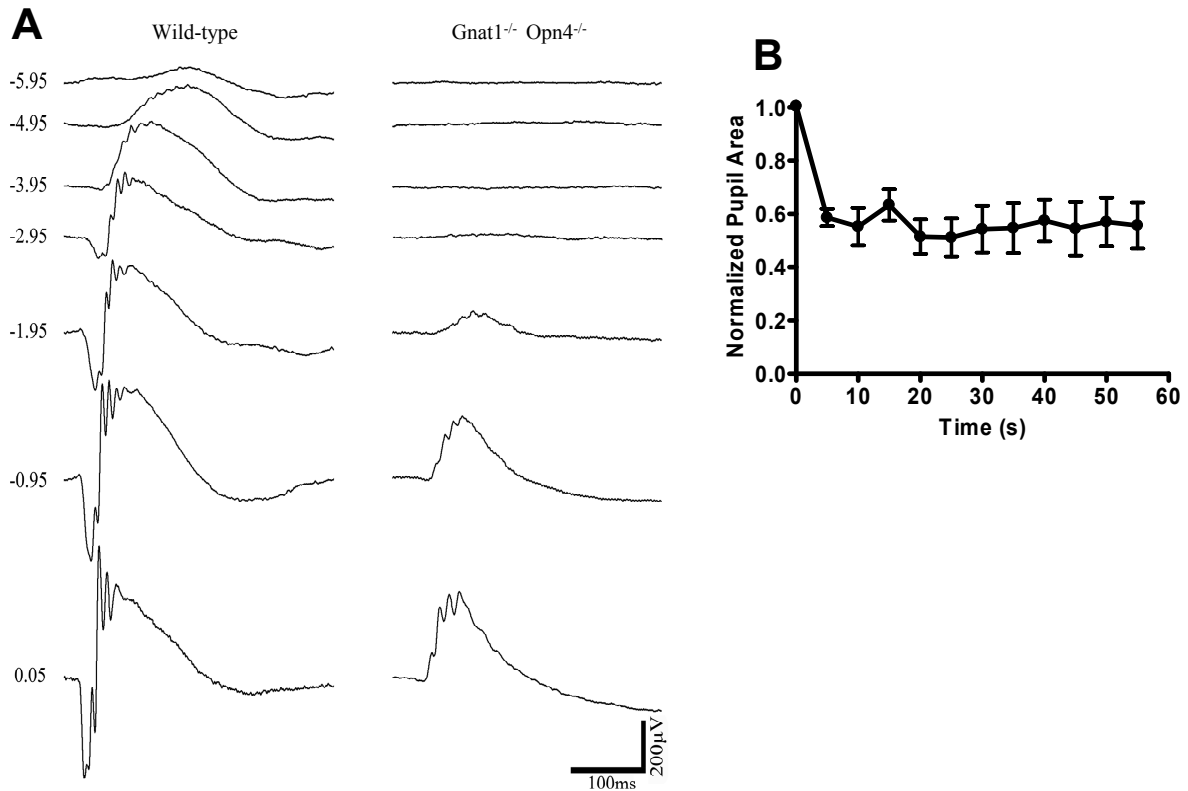 A
Wild-type
Gnat1-/- Opn4-/-
-5.95
-4.95
-3.95
-2.95
-1.95
-0.95
0.05
200µV
100ms
B
Normalized Pupil Area
1.0
0.8
0.6
0.4
0.2
0.0
0 10 20 30 40 50 60
Time (s)